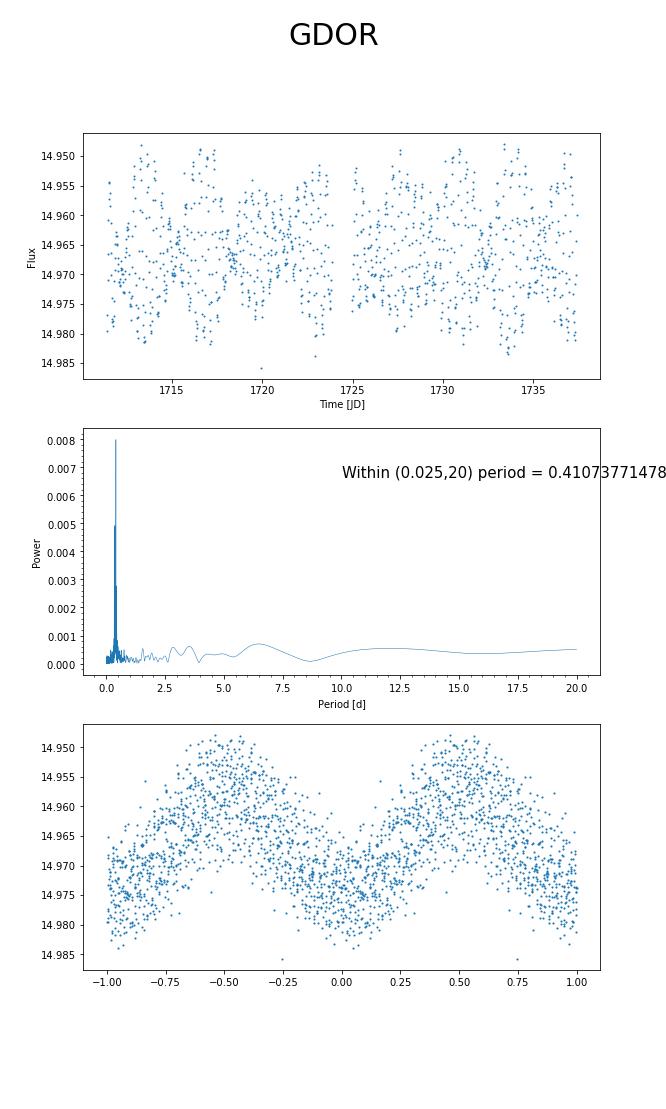 GDOR
14.950
14.955
14.960
14.965
14.970
14.975
14.980
14.985
Flux
1715 1720 1725 1730 1735
Time [JD]
0.008
0.007
0.006
0.005
0.004
0.003
0.002
0.001
0.000
Power
Within (0.025,20) period = 0.41073771478
0.0 2.5 5.0 7.5 10.0 12.5 15.0 17.5 20.0
Period [d]
14.950
14.955
14.960
14.965
14.970
14.975
14.980
14.985
−1.00 −0.75 −0.50 −0.25 0.00 0.25 0.50 0.75 1.00